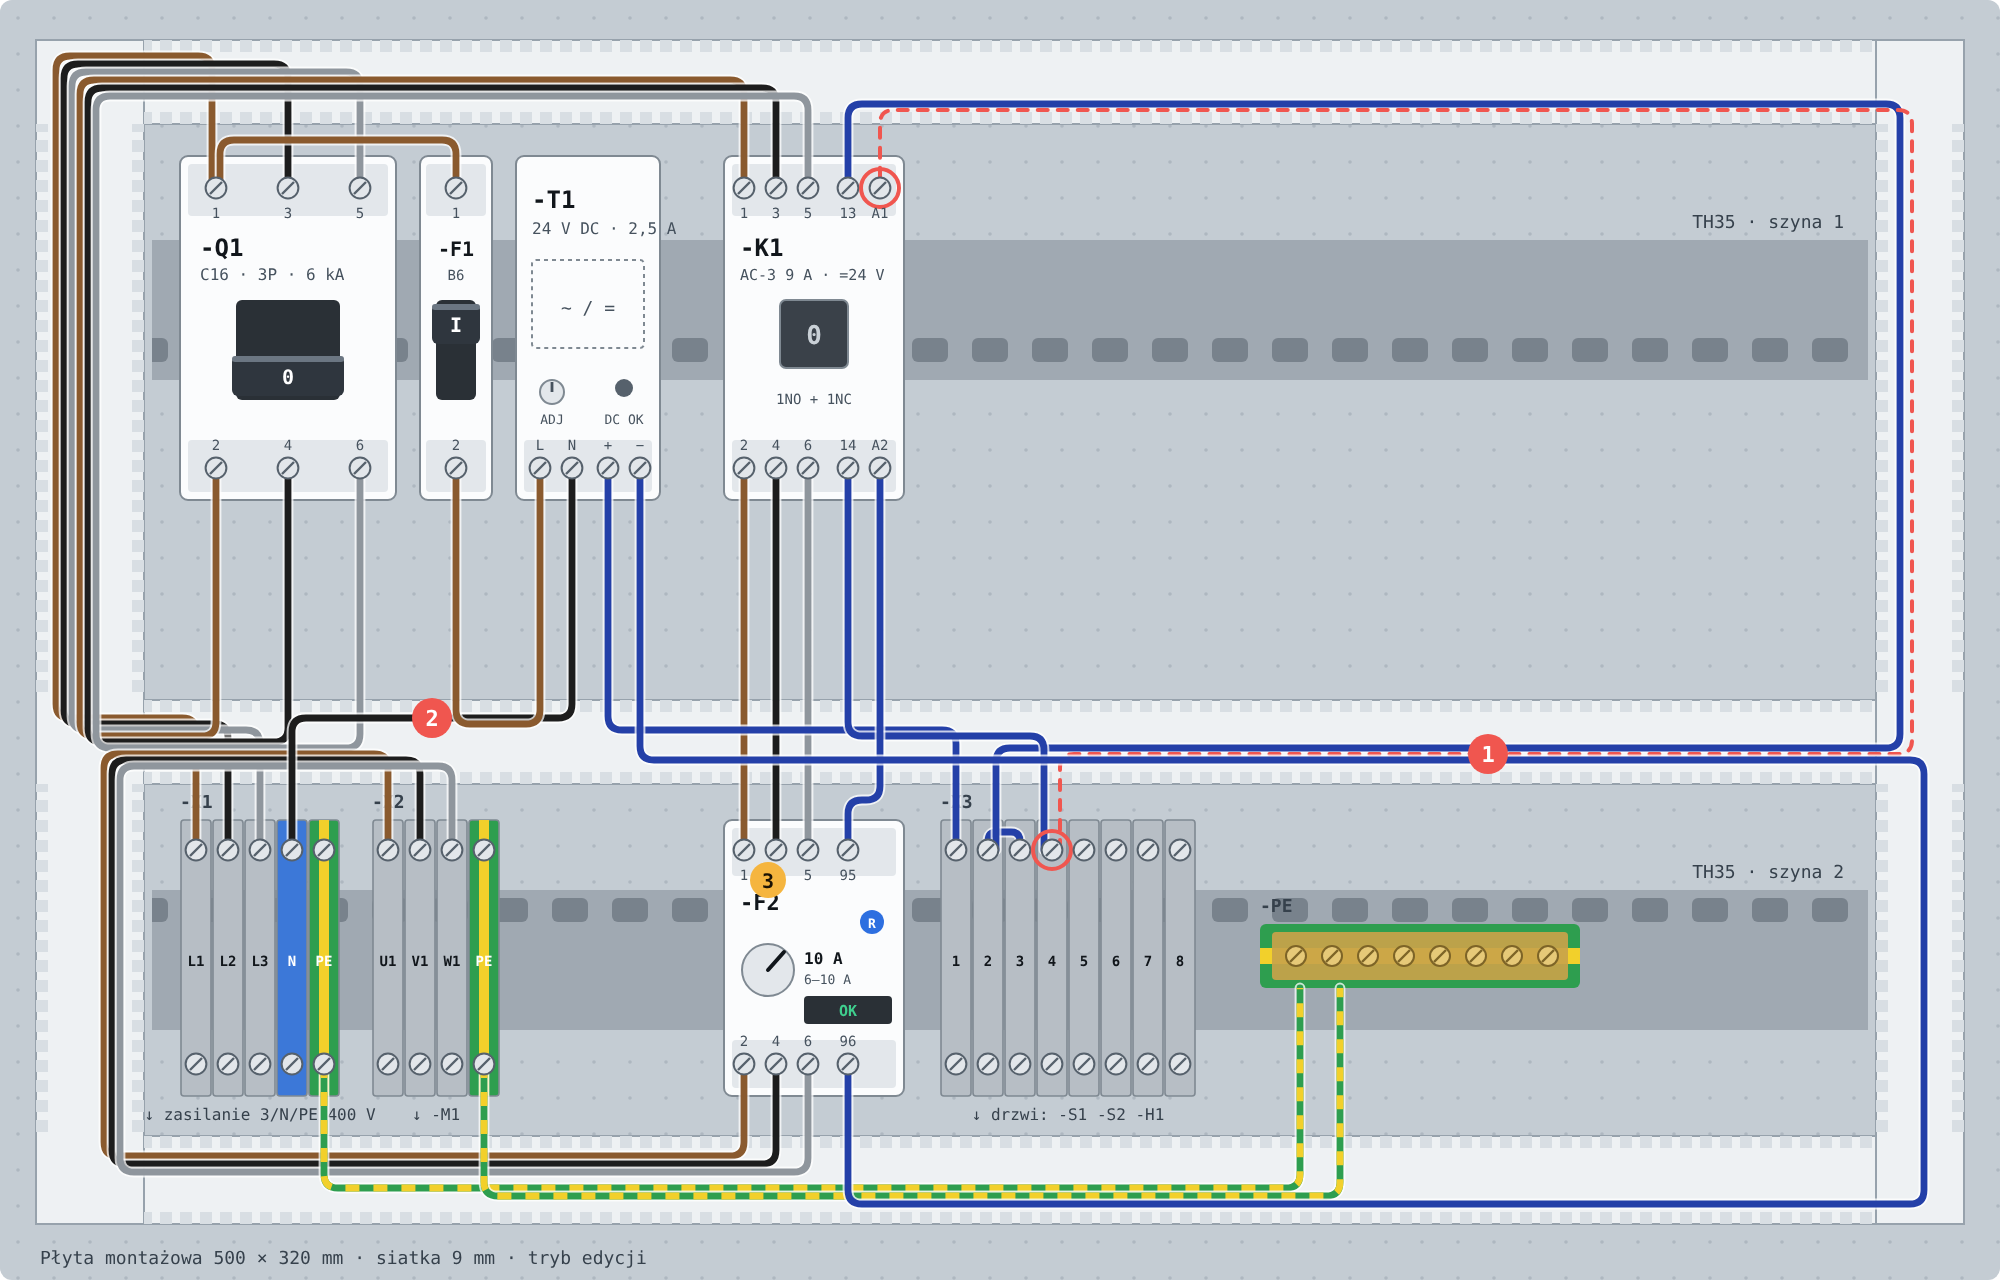 1 3 5
-Q1
C16 · 3P · 6 kA
0
2 4 6
1
-F1
B6
I
2
-T1
24 V DC · 2,5 A
~ / =
ADJ DC OK
L N + −
1 3 5 13 A1
-K1
AC-3 9 A · =24 V
0
1NO + 1NC
2 4 6 14 A2
TH35 · szyna 1
2
1
L1 L2 L3 N PE
↓ zasilanie 3/N/PE 400 V
U1 V1 W1 PE
↓ -M1
1 5 95
3
-F2
R
10 A
6–10 A
OK
2 4 6 96
1 2 3 4 5 6 7 8
↓ drzwi: -S1 -S2 -H1
TH35 · szyna 2
-PE
Płyta montażowa 500 × 320 mm · siatka 9 mm · tryb edycji